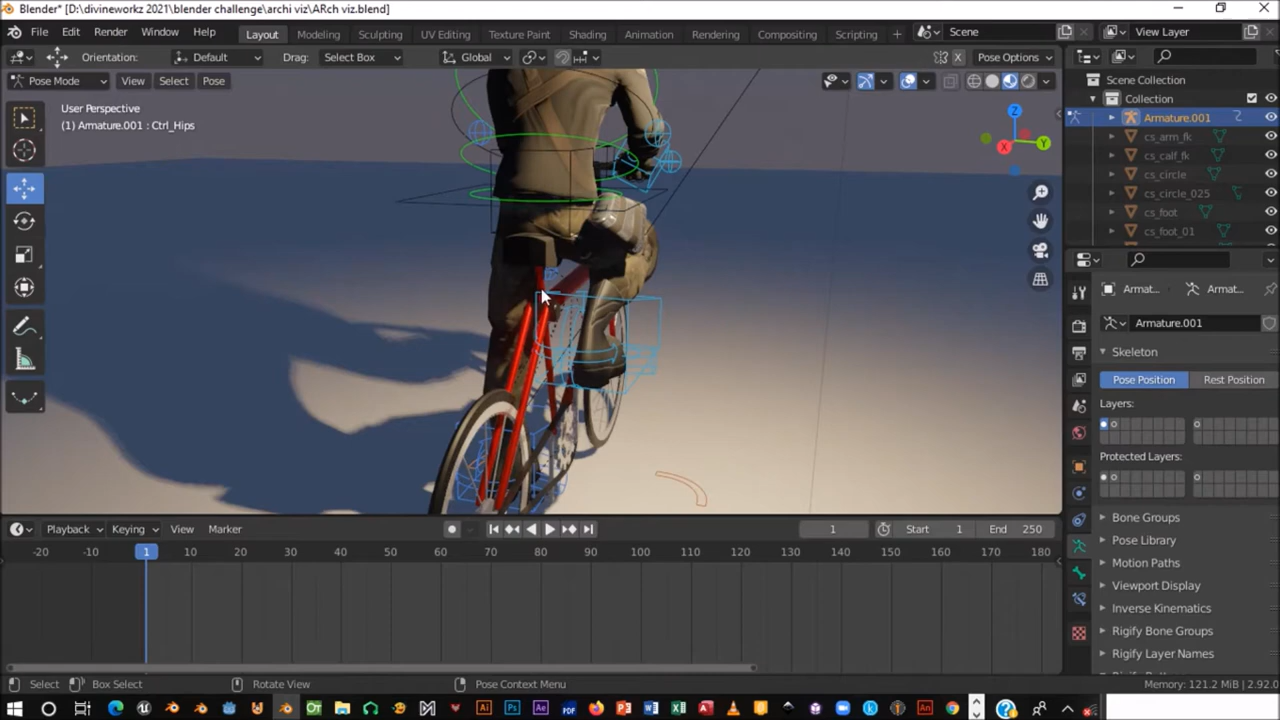 Blender* [D:\divineworkz 2021\blender challenge\archi viz\ARch viz.blend]
File Edit Render Window Help Layout Modeling Sculpting UV Editing Texture Paint Shading Animation Rendering Compositing Scripting Scene View Layer
Orientation: Default Drag: Select Box Global X Pose Options
Pose Mode View Select Pose
Scene Collection
Collection
User Perspective
(1) Armature.001 : Ctrl_Hips
Z
X
Y
Armature.001
cs_arm_fk
cs_calf_fk
cs_circle
cs_circle_025
cs_foot
cs_foot_01
Armat... Armat...
Armature.001
Skeleton
Pose Position Rest Position
Layers:
Protected Layers:
Bone Groups
Pose Library
Motion Paths
Viewport Display
Inverse Kinematics
Rigify Bone Groups
Rigify Layer Names
Playback Keying View Marker 1 Start 1 End 250
-20 -10 1 10 20 30 40 50 60 70 80 90 100 110 120 130 140 150 160 170 180
Select Box Select Rotate View Pose Context Menu Memory: 121.2 MiB | 2.92.0